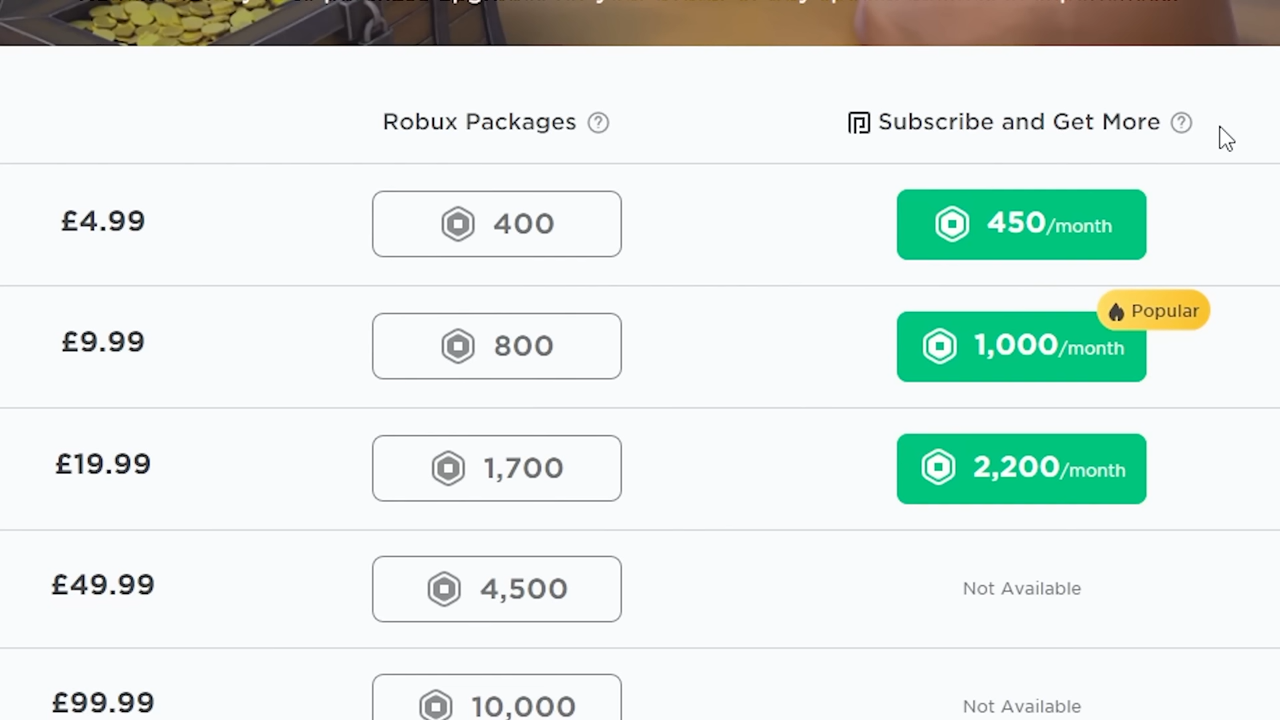 Robux Packages
Subscribe and Get More
£4.99 400 450/month
Popular
£9.99 800 1,000/month
£19.99 1,700 2,200/month
£49.99 4,500 Not Available
£99.99 10,000 Not Available